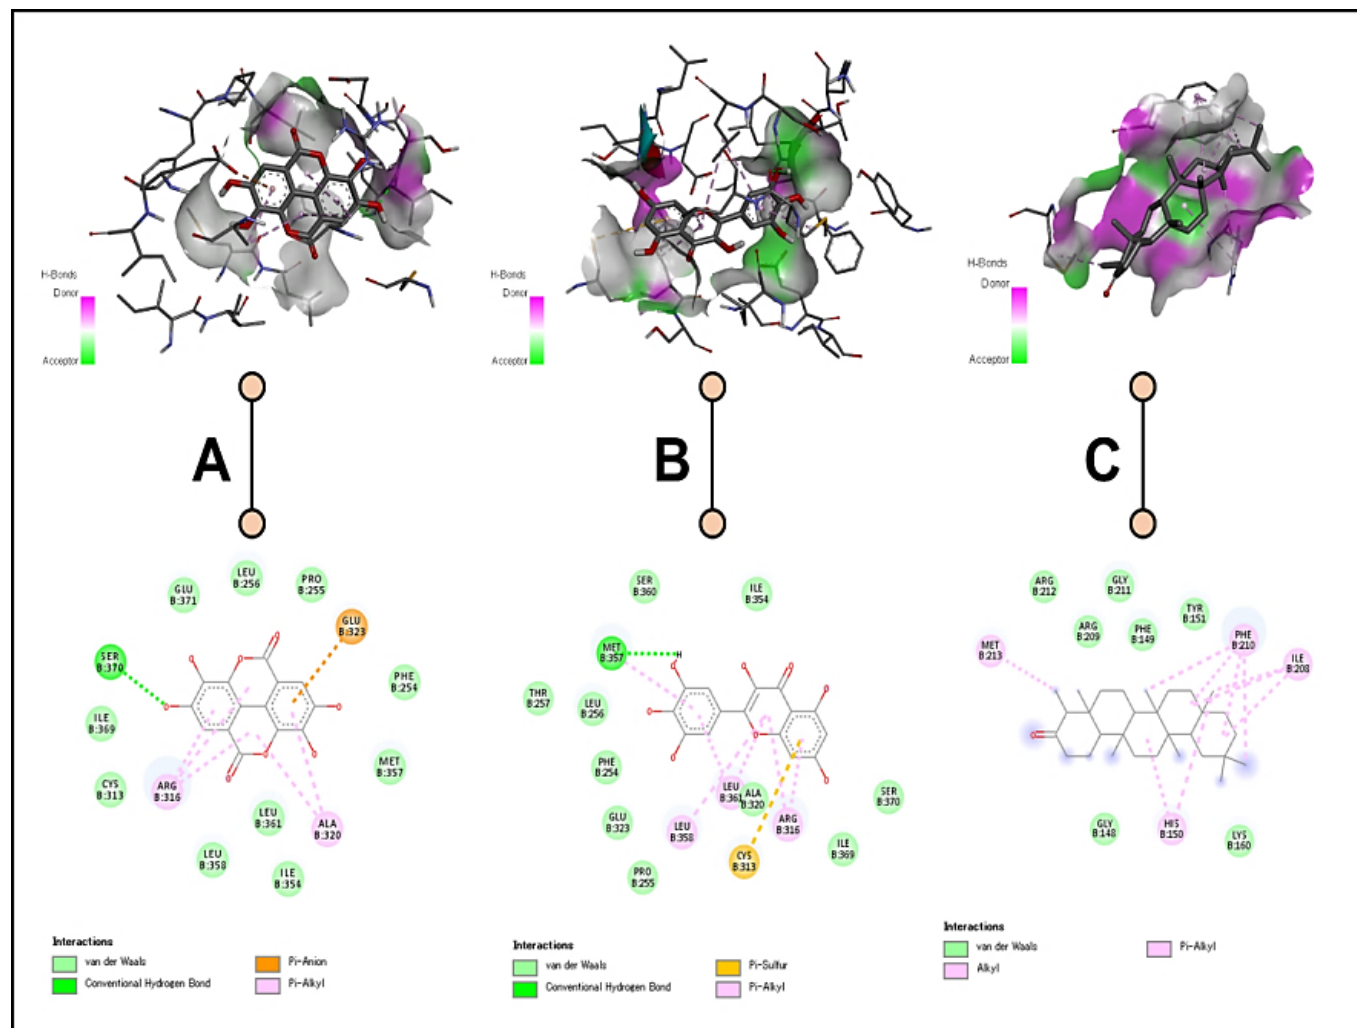 H-Bonds
Donor
Acceptor
H-Bonds
Donor
Acceptor
H-Bonds
Donor
Acceptor
A
B
C
LEU
B:256
PRO
B:255
GLU
B:371
GLU
B:323
SER
B:370
PHE
B:254
ILE
B:369
MET
B:357
CYS
B:313
ARG
B:316
LEU
B:361
ALA
B:320
LEU
B:358
ILE
B:354
Interactions
van der Waals
Conventional Hydrogen Bond
Pi-Anion
Pi-Alkyl
SER
B:360
ILE
B:354
MET
B:357
H
THR
B:257
LEU
B:256
PHE
B:254
LEU
B:361
ALA
B:320
SER
B:370
GLU
B:323
LEU
B:358
ARG
B:316
ILE
B:369
CYS
B:313
PRO
B:255
Interactions
van der Waals
Conventional Hydrogen Bond
Pi-Sulfur
Pi-Alkyl
ARG
B:212
GLY
B:211
TYR
B:151
ARG
B:209
PHE
B:149
PHE
B:210
MET
B:213
ILE
B:208
GLY
B:148
HIS
B:150
LYS
B:160
Interactions
van der Waals
Alkyl
Pi-Alkyl